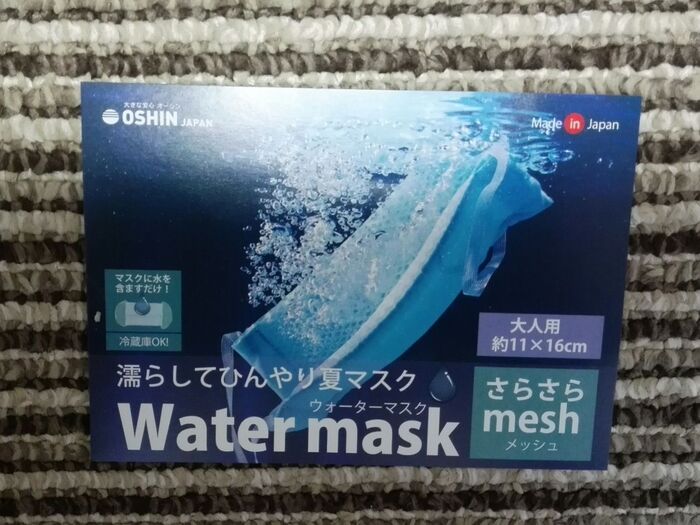 大きな安心 オーシン
OSHIN JAPAN
Made in Japan
マスクに水を
含ますだけ！
冷蔵庫OK!
大人用
約11×16cm
濡らしてひんやり夏マスク
ウォーターマスク
Water mask
さらさら
mesh
メッシュ